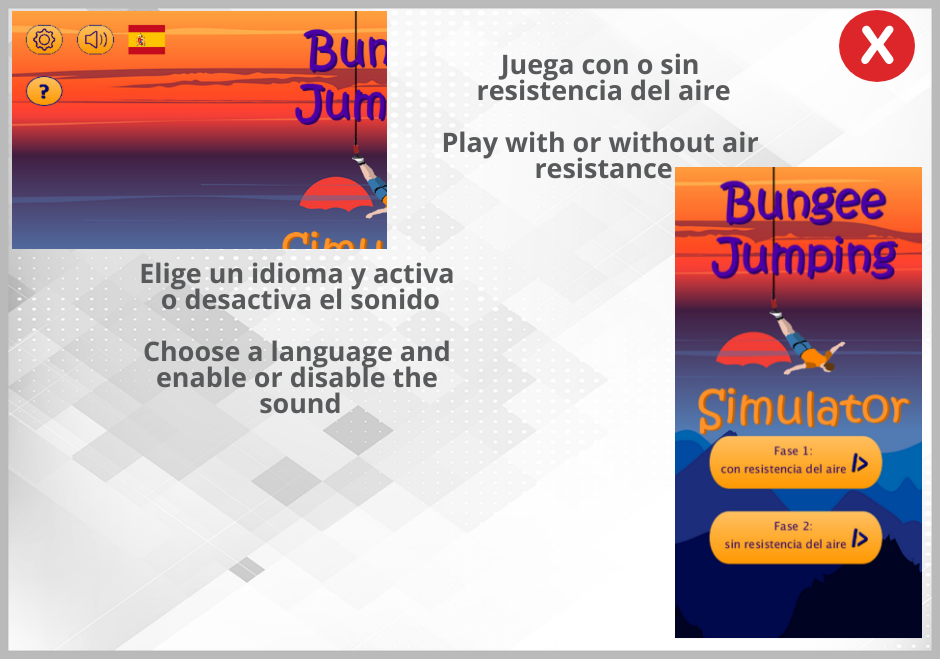 ?
Bun
Jum
Simu
Juega con o sin
resistencia del aire
Play with or without air
resistance
Elige un idioma y activa
o desactiva el sonido
Choose a language and
enable or disable the
sound
X
Bungee
Jumping
Simulator
Fase 1:
con resistencia del aire
Fase 2:
sin resistencia del aire